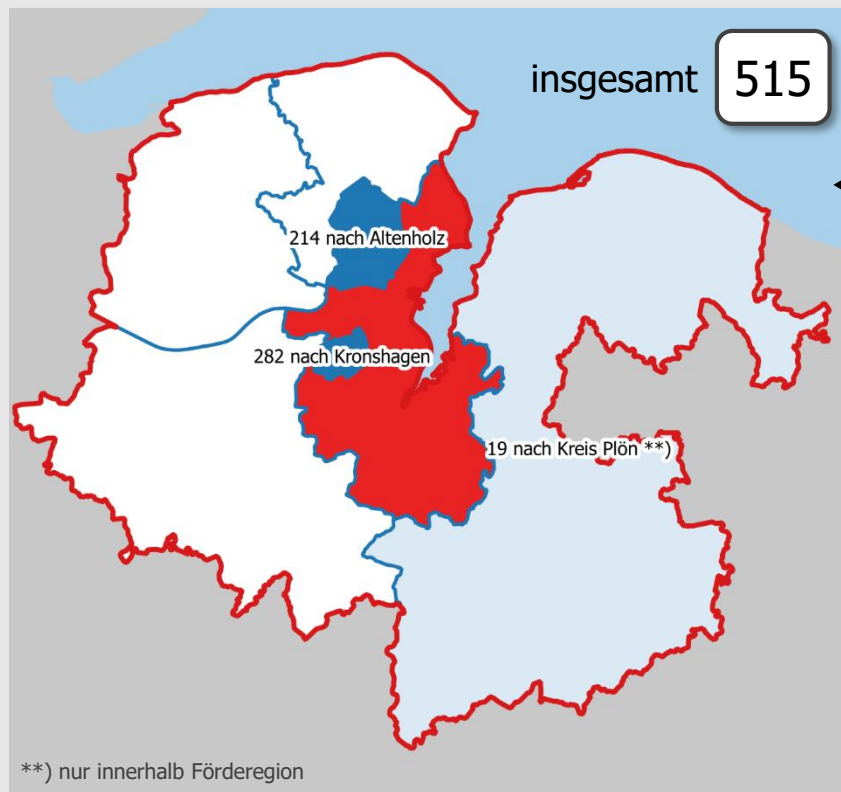 insgesamt 515
214 nach Altenholz
282 nach Kronshagen
19 nach Kreis Plön **)
**) nur innerhalb Förderegion